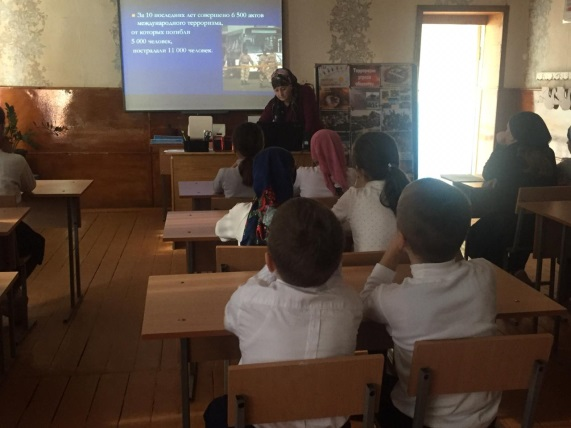 За 10 последних лет совершено 6 500 актов
международного терроризма,
от которых погибли
5 000 человек,
пострадали 11 000 человек.